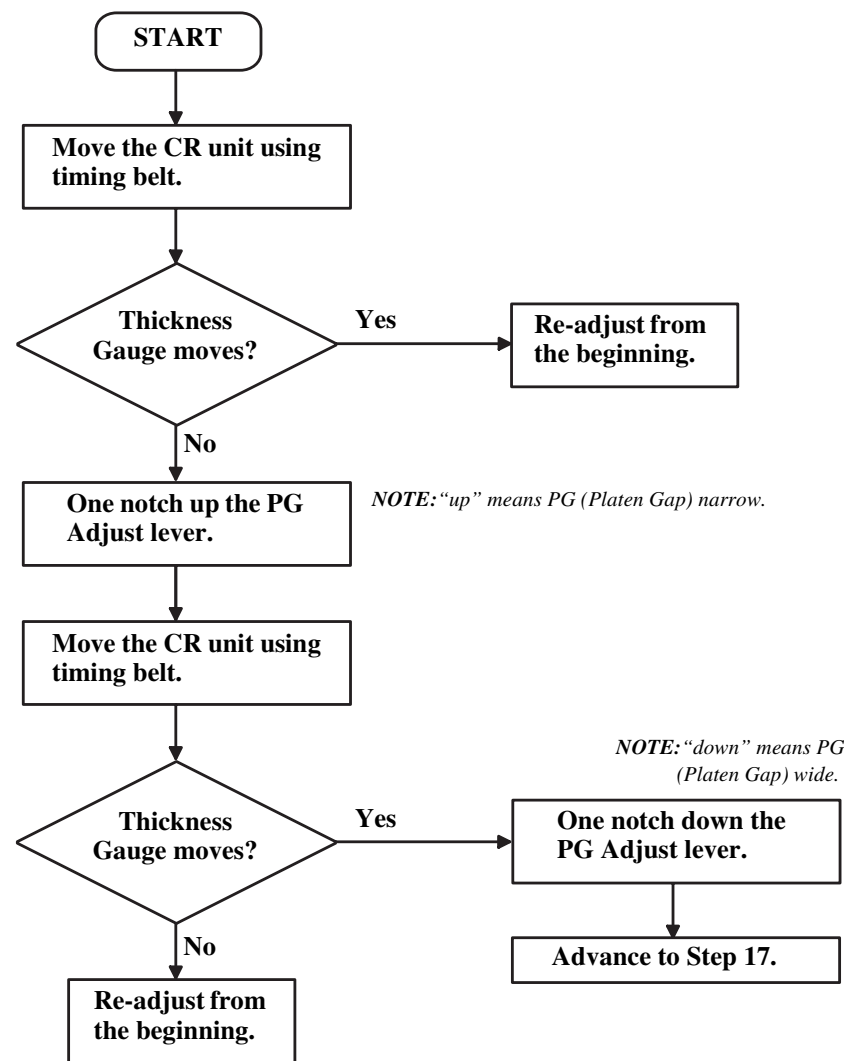 START
Move the CR unit using
timing belt.
Thickness
Gauge moves?
Yes
Re-adjust from
the beginning.
No
One notch up the PG
Adjust lever.
NOTE:“up” means PG (Platen Gap) narrow.
Move the CR unit using
timing belt.
NOTE:“down” means PG
(Platen Gap) wide.
Thickness
Gauge moves?
Yes
One notch down the
PG Adjust lever.
No
Advance to Step 17.
Re-adjust from
the beginning.